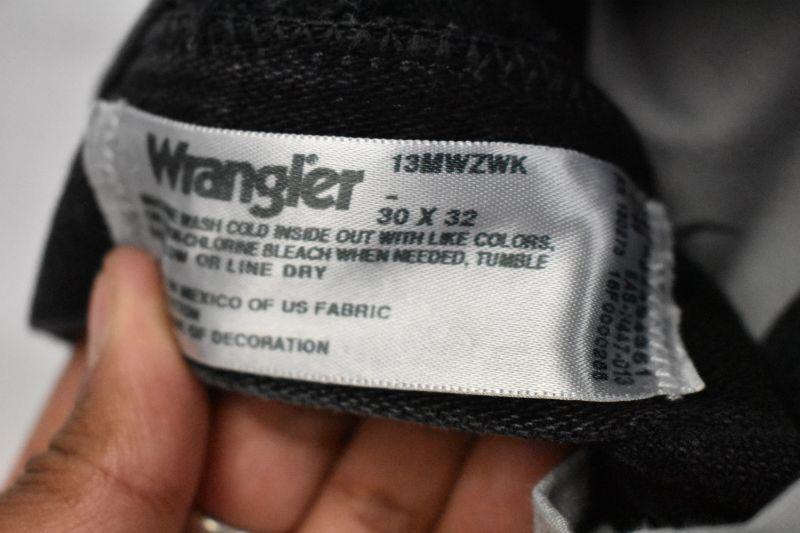 Wrangler
13MWZWK
30 X 32
WASH COLD INSIDE OUT WITH LIKE COLORS.
-CHLORINE BLEACH WHEN NEEDED, TUMBLE
OR LINE DRY
MEXICO OF US FABRIC
OF DECORATION